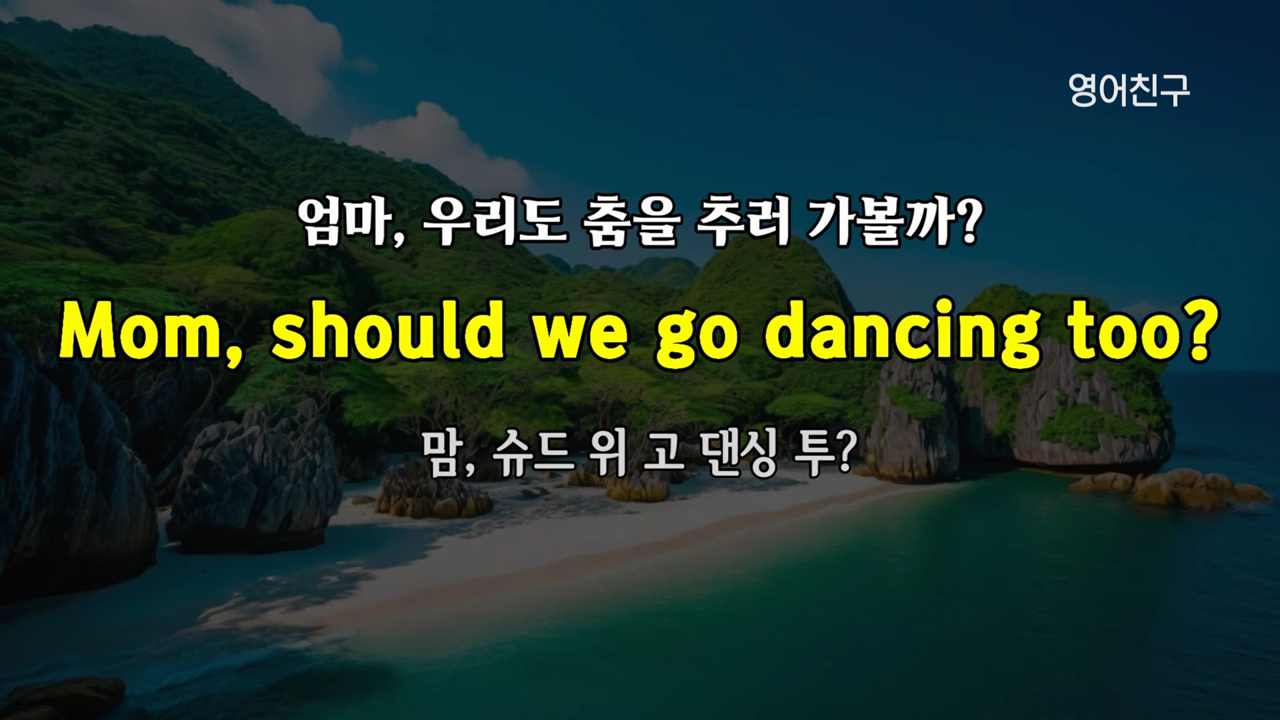 영어친구
엄마, 우리도 춤을 추러 가볼까?
Mom, should we go dancing too?
맘, 슈드 위 고 댄싱 투?